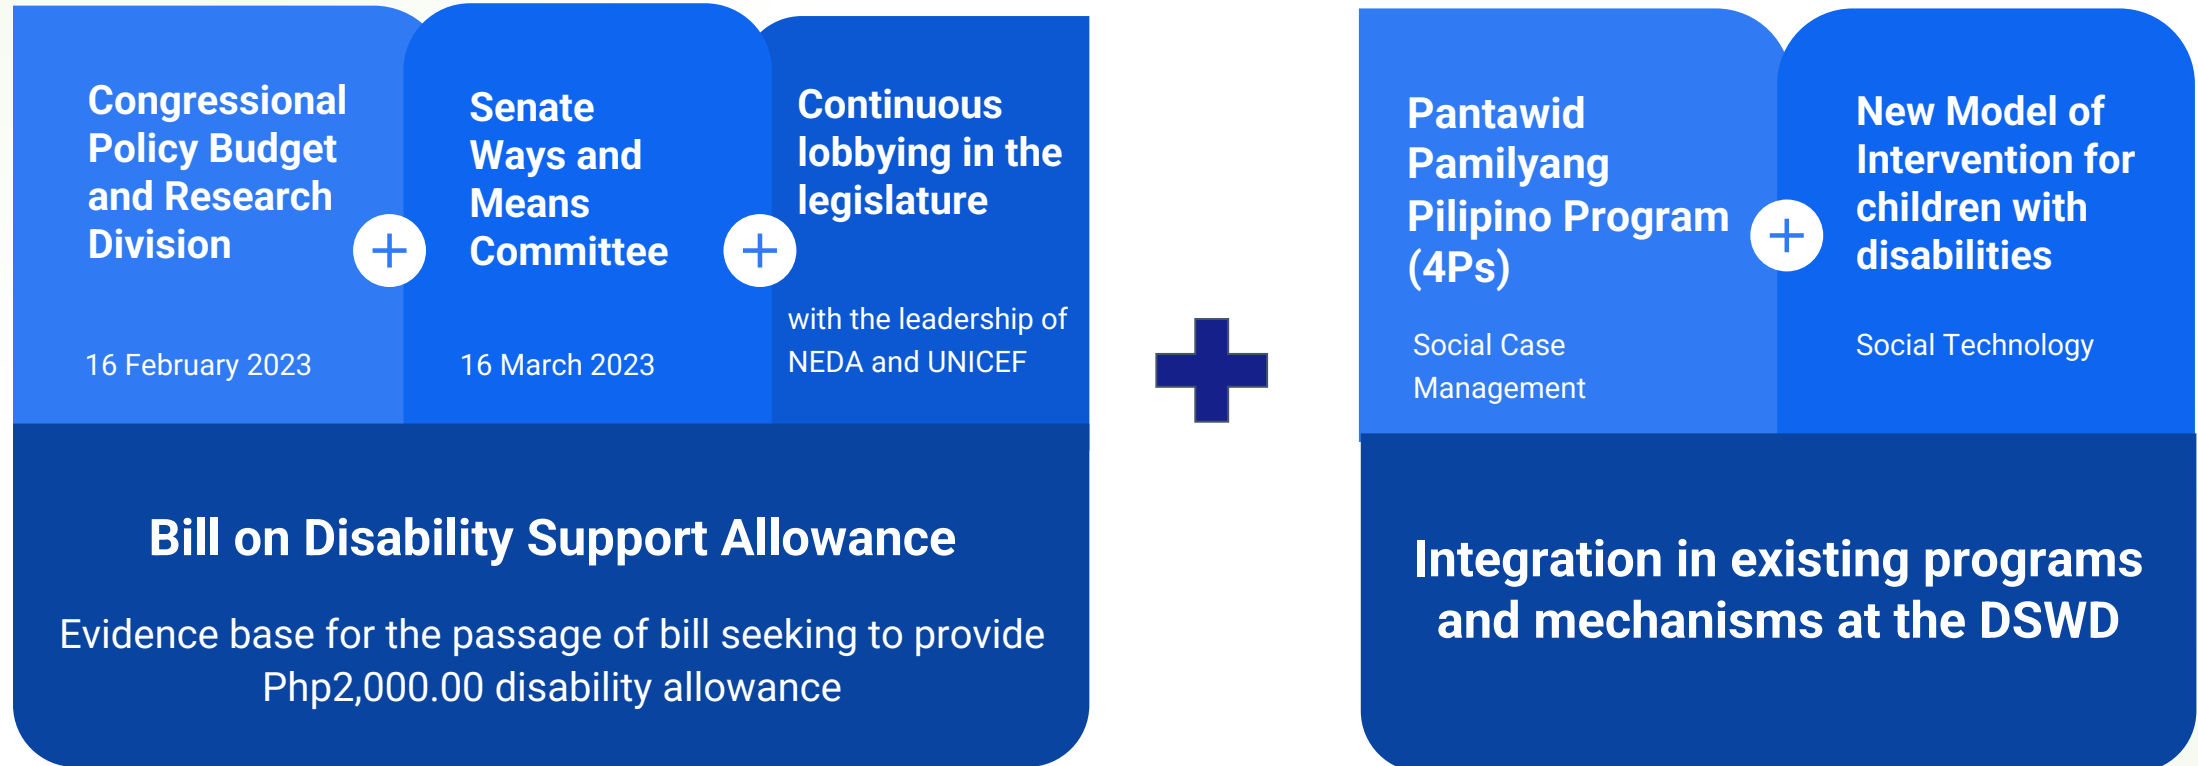 Congressional
Policy Budget
and Research
Division
16 February 2023
Senate
Ways and
Means
Committee
16 March 2023
Continuous
lobbying in the
legislature
with the leadership of
NEDA and UNICEF
Bill on Disability Support Allowance
Evidence base for the passage of bill seeking to provide
Php2,000.00 disability allowance
Pantawid
Pamilyang
Pilipino Program
(4Ps)
Social Case
Management
New Model of
Intervention for
children with
disabilities
Social Technology
Integration in existing programs
and mechanisms at the DSWD